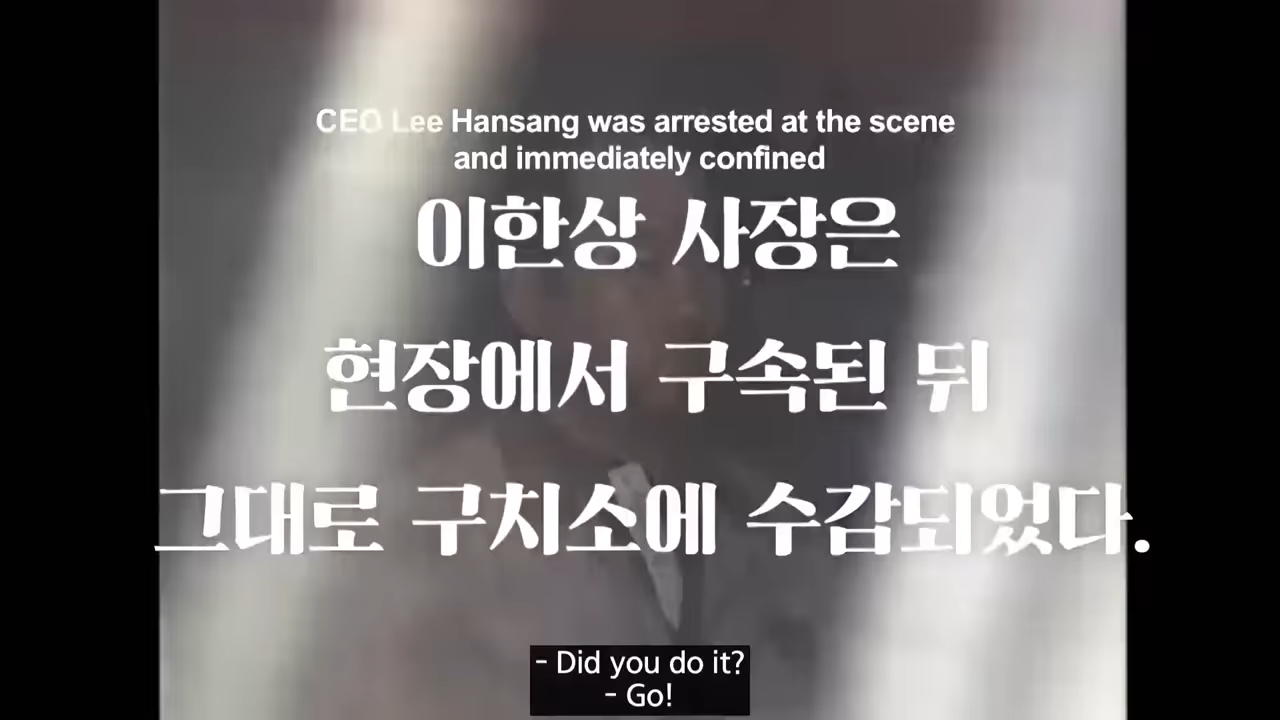 CEO Lee Hansang was arrested at the scene
and immediately confined
이한상 사장은
현장에서 구속된 뒤
그대로 구치소에 수감되었다.
- Did you do it?
- Go!